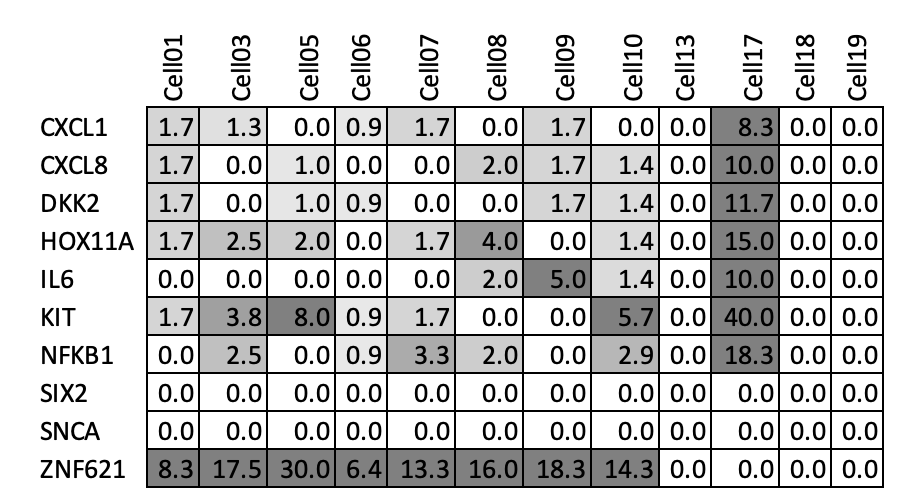 Cell01 Cell03 Cell05 Cell06 Cell07 Cell08 Cell09 Cell10 Cell13 Cell17 Cell18 Cell19
CXCL1 1.7 1.3 0.0 0.9 1.7 0.0 1.7 0.0 0.0 8.3 0.0 0.0
CXCL8 1.7 0.0 1.0 0.0 0.0 2.0 1.7 1.4 0.0 10.0 0.0 0.0
DKK2 1.7 0.0 1.0 0.9 0.0 0.0 1.7 1.4 0.0 11.7 0.0 0.0
HOX11A 1.7 2.5 2.0 0.0 1.7 4.0 0.0 1.4 0.0 15.0 0.0 0.0
IL6 0.0 0.0 0.0 0.0 0.0 2.0 5.0 1.4 0.0 10.0 0.0 0.0
KIT 1.7 3.8 8.0 0.9 1.7 0.0 0.0 5.7 0.0 40.0 0.0 0.0
NFKB1 0.0 2.5 0.0 0.9 3.3 2.0 0.0 2.9 0.0 18.3 0.0 0.0
SIX2 0.0 0.0 0.0 0.0 0.0 0.0 0.0 0.0 0.0 0.0 0.0 0.0
SNCA 0.0 0.0 0.0 0.0 0.0 0.0 0.0 0.0 0.0 0.0 0.0 0.0
ZNF621 8.3 17.5 30.0 6.4 13.3 16.0 18.3 14.3 0.0 0.0 0.0 0.0